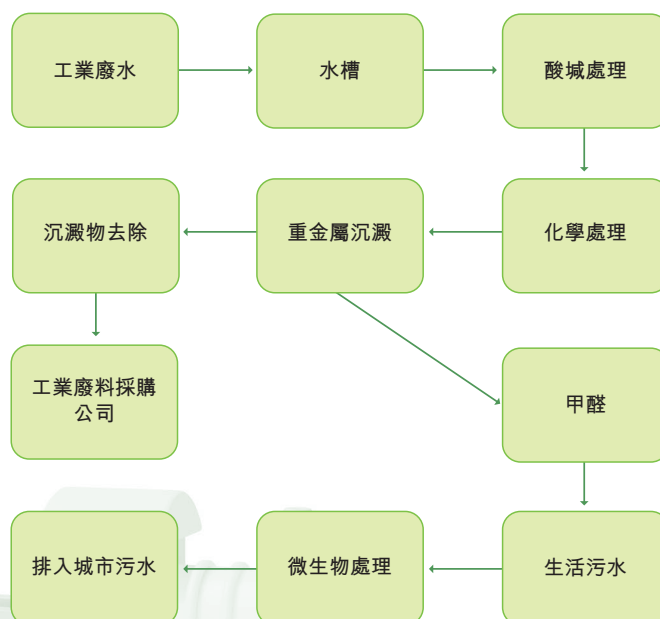 工業廢水
水槽
酸堿處理
沉澱物去除
重金屬沉澱
化學處理
工業廢料採購
公司
甲醛
排入城市污水
微生物處理
生活污水